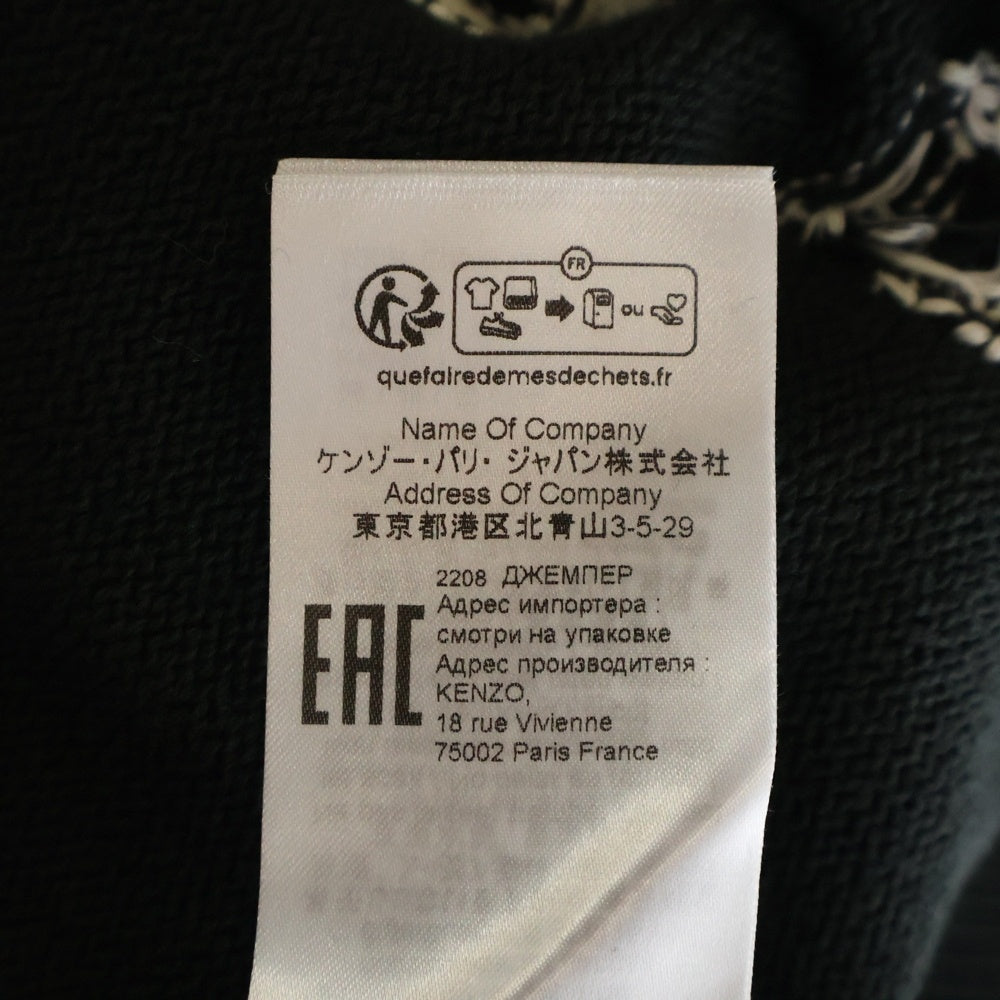 FR
ou
quefairedemesdechets.fr
Name Of Company
ケンゾー・パリ・ジャパン株式会社
Address Of Company
東京都港区北青山3-5-29
2208 ДЖЕМПЕР
Адрес импортера :
смотри на упаковке
Адрес производителя :
KENZO,
18 rue Vivienne
75002 Paris France
EAC